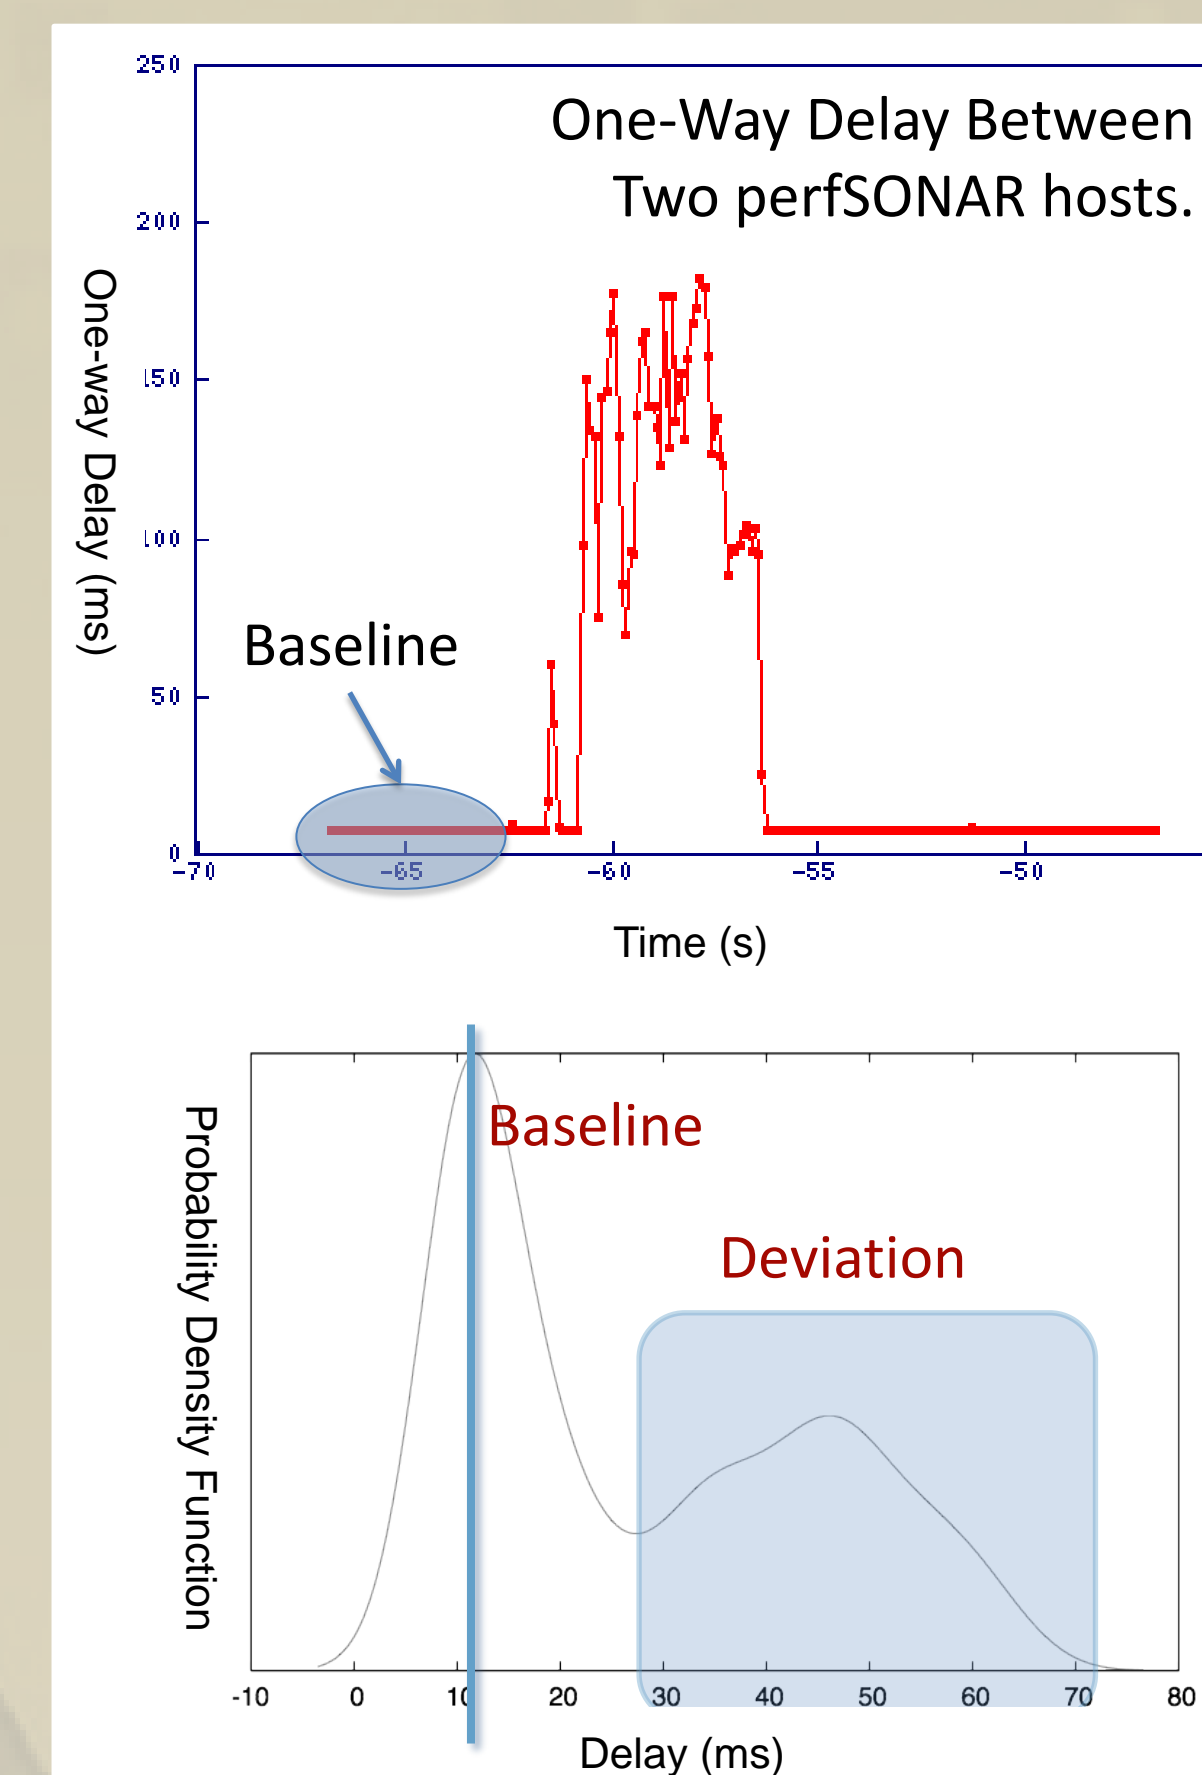 One-Way Delay Between
Two perfSONAR hosts.
One-way Delay (ms)
250
200
150
100
50
0
Baseline
-70
-65
-60
-55
-50
Time (s)
Probability Density Function
Baseline
Deviation
-10
0
10
20
30
40
50
60
70
80
Delay (ms)